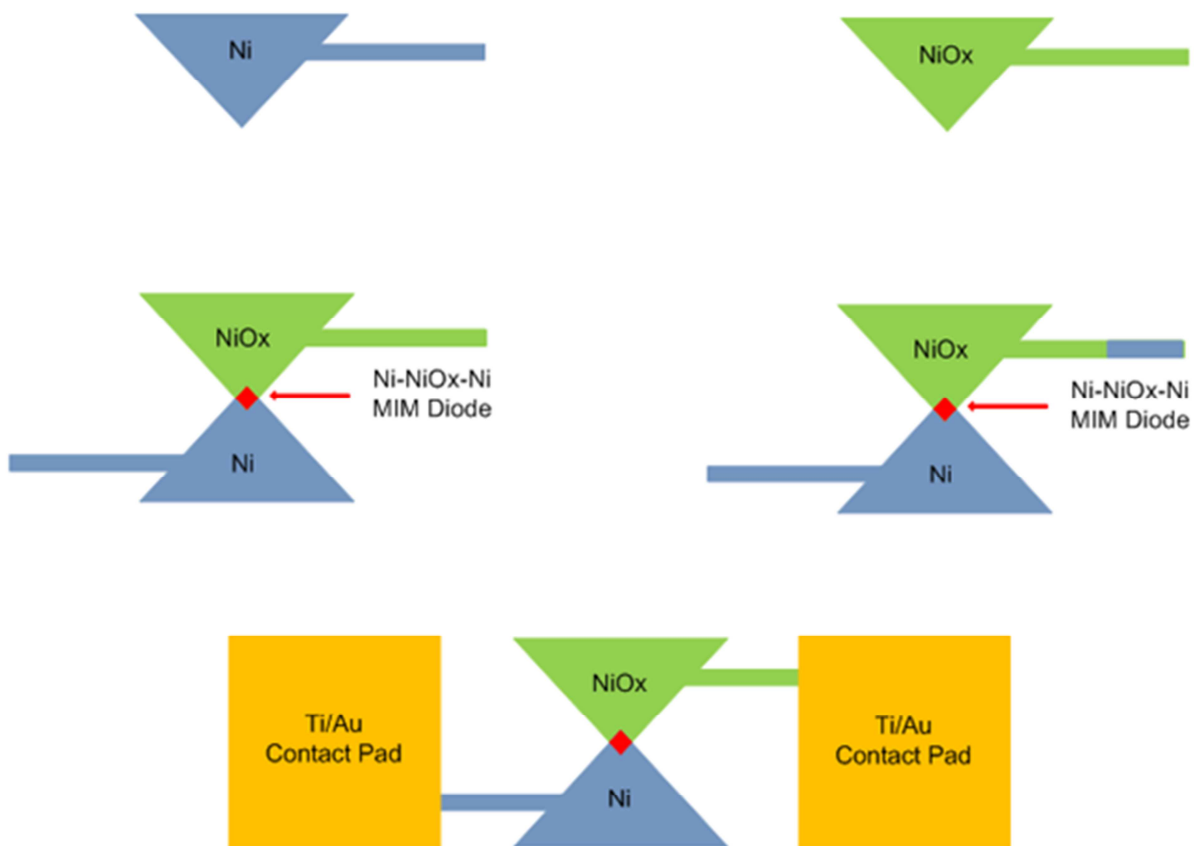 Ni
NiOx
NiOx
Ni-NiOx-Ni
MIM Diode
Ni
NiOx
Ni-NiOx-Ni
MIM Diode
Ni
NiOx
Ti/Au
Contact Pad
Ti/Au
Contact Pad
Ni